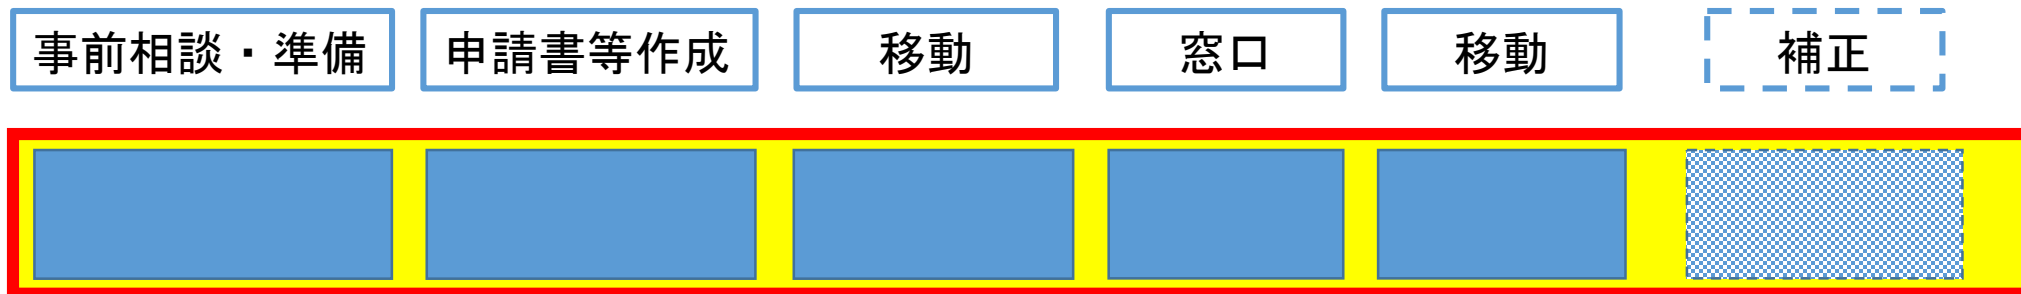 事前相談・準備
申請書等作成
移動
窓口
移動
補正